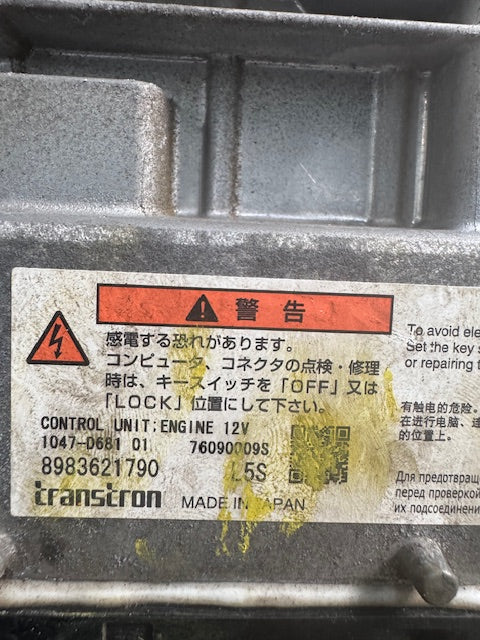 警告
感電する恐れがあります。
コンピュータ、コネクタの点検・修理
時は、キースイッチを「OFF」又は
「LOCK」位置にして下さい。
CONTROL UNIT;ENGINE 12V
1047-D681 01 76090009S
8983621790 5S
transtron MADE IN JAPAN
To avoid ele
Set the key s
or repairing t
有触电的危险。
在进行电脑、
的位置上。
Для предотвращ
перед проверкой
их подсоединени